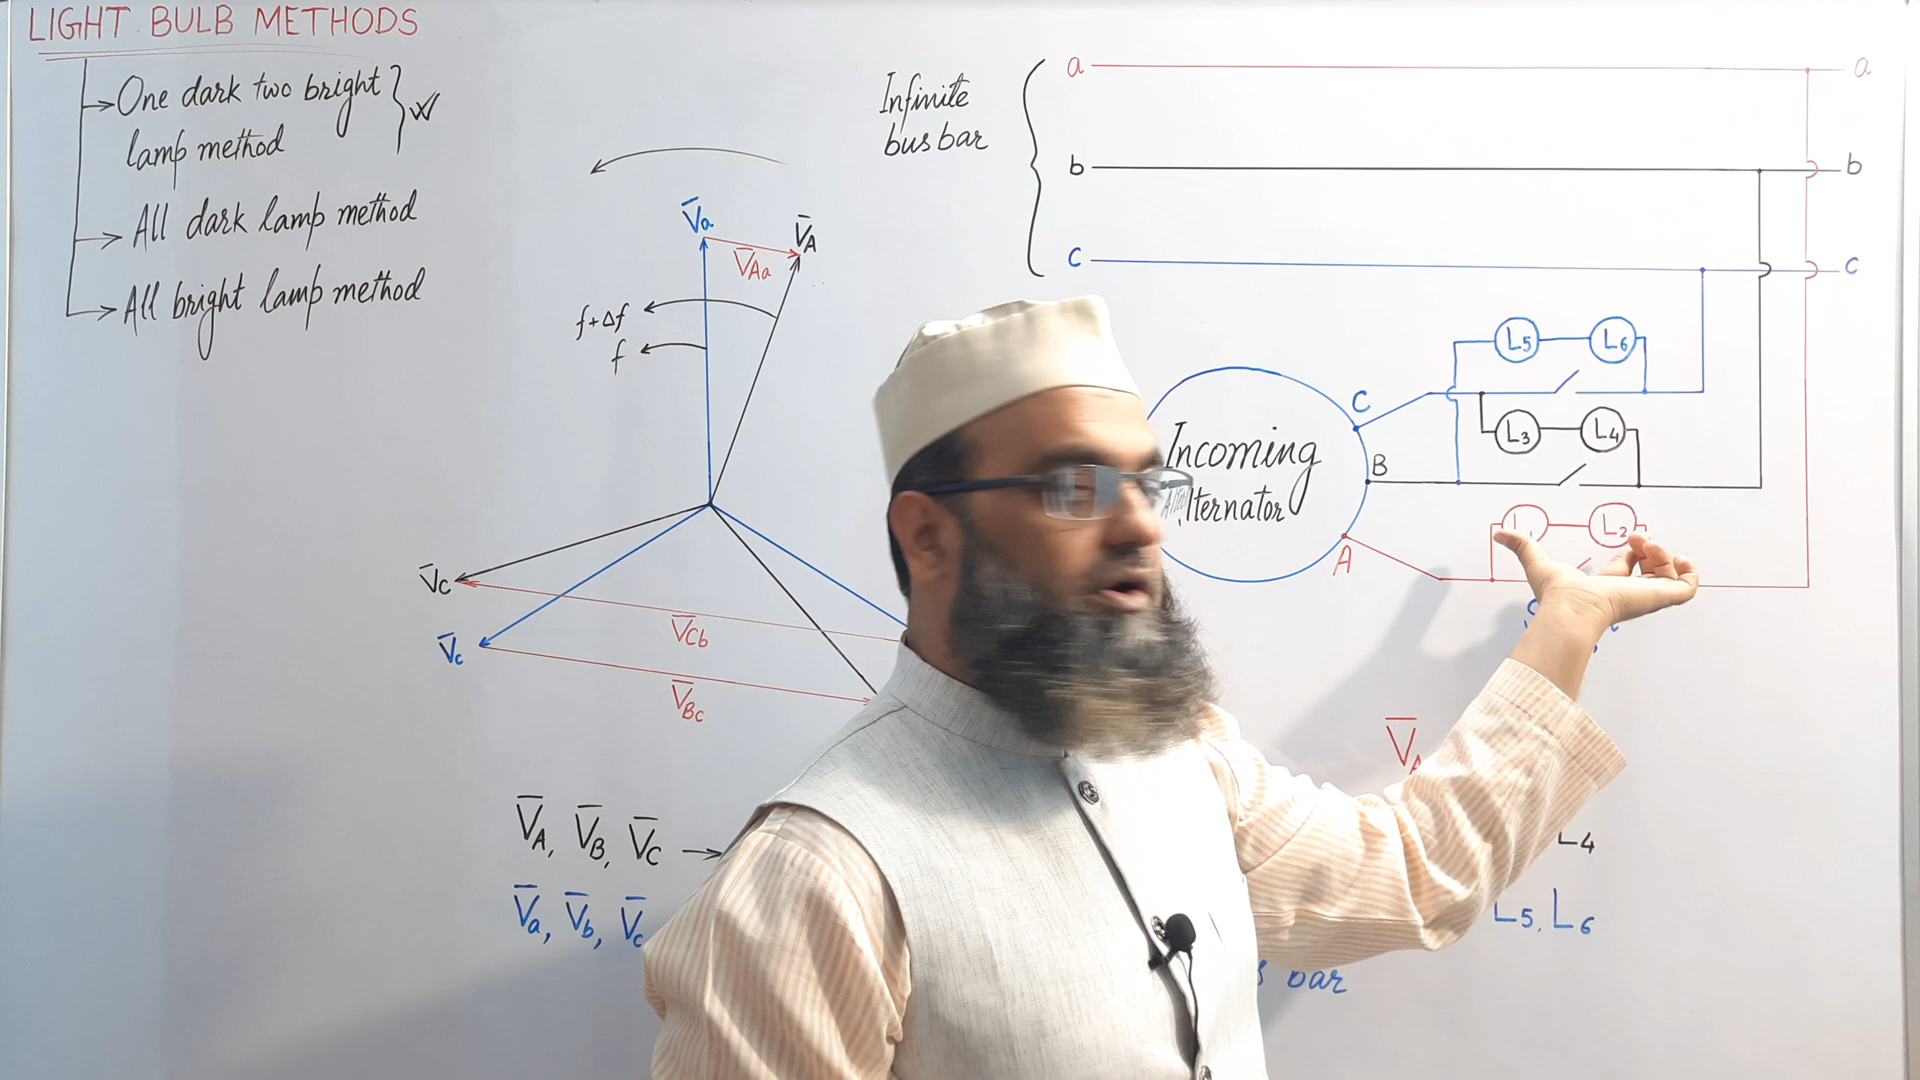 LIGHT BULB METHODS
One dark two bright
lamp method
All dark lamp method
All bright lamp method
V̅a
V̅A
V̅Aa
f+Δf
f
V̅C
V̅Cb
V̅c
V̅Bc
V̅A, V̅B, V̅C →
V̅a, V̅b, V̅c
Infinite
bus bar
a
a
b
b
c
c
L5
L6
C
L3
L4
B
Incoming
Alternator
L2
A
V̅A
L4
L5, L6
bar